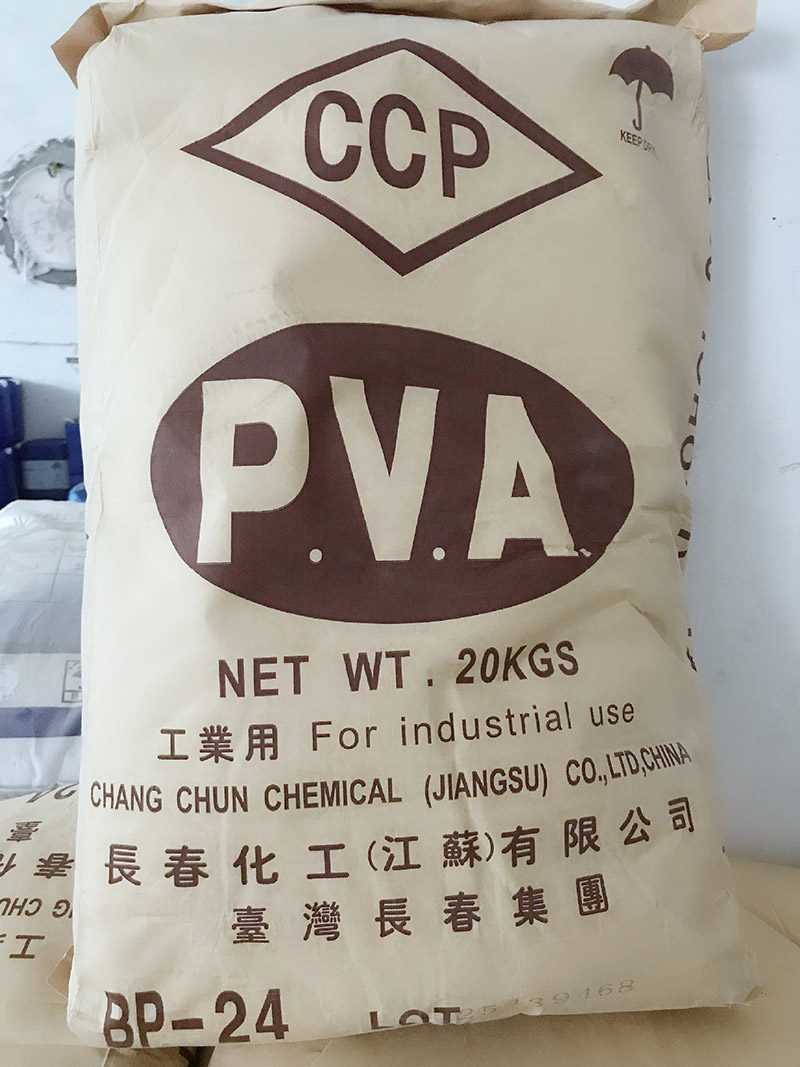 CCP
KEEP DRY
P.V.A
NET WT. 20KGS
工業用 For industrial use
CHANG CHUN CHEMICAL (JIANGSU) CO.,LTD,CHINA
長春化工(江蘇)有限公司
臺灣長春集團
BP-24 LOT